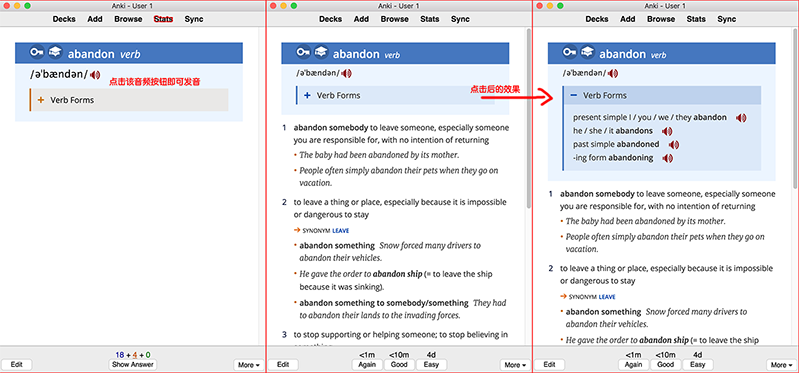 Anki - User 1
Decks Add Browse Stats Sync
abandon verb
/əˈbændən/
点击该音频按钮即可发音
+ Verb Forms
18 + 4 + 0
Edit
Show Answer
More
Anki - User 1
Decks Add Browse Stats Sync
abandon verb
/əˈbændən/
+ Verb Forms
点击后的效果
1 abandon somebody to leave someone, especially someone
you are responsible for, with no intention of returning
• The baby had been abandoned by its mother.
• People often simply abandon their pets when they go on
vacation.
2 to leave a thing or place, especially because it is impossible
or dangerous to stay
→ SYNONYM LEAVE
• abandon something Snow forced many drivers to
abandon their vehicles.
• He gave the order to abandon ship (= to leave the ship
because it was sinking).
• abandon something to somebody/something They had
to abandon their lands to the invading forces.
3 to stop supporting or helping someone; to stop believing in
<1m <10m 4d
Edit
Again Good Easy
More
Anki - User 1
Decks Add Browse Stats Sync
abandon verb
/əˈbændən/
− Verb Forms
present simple I / you / we / they abandon
he / she / it abandons
past simple abandoned
-ing form abandoning
1 abandon somebody to leave someone, especially someone
you are responsible for, with no intention of returning
• The baby had been abandoned by its mother.
• People often simply abandon their pets when they go on
vacation.
2 to leave a thing or place, especially because it is impossible
or dangerous to stay
→ SYNONYM LEAVE
• abandon something Snow forced many drivers to
abandon their vehicles.
• He gave the order to abandon ship (= to leave the ship
<1m <10m 4d
Edit
Again Good Easy
More